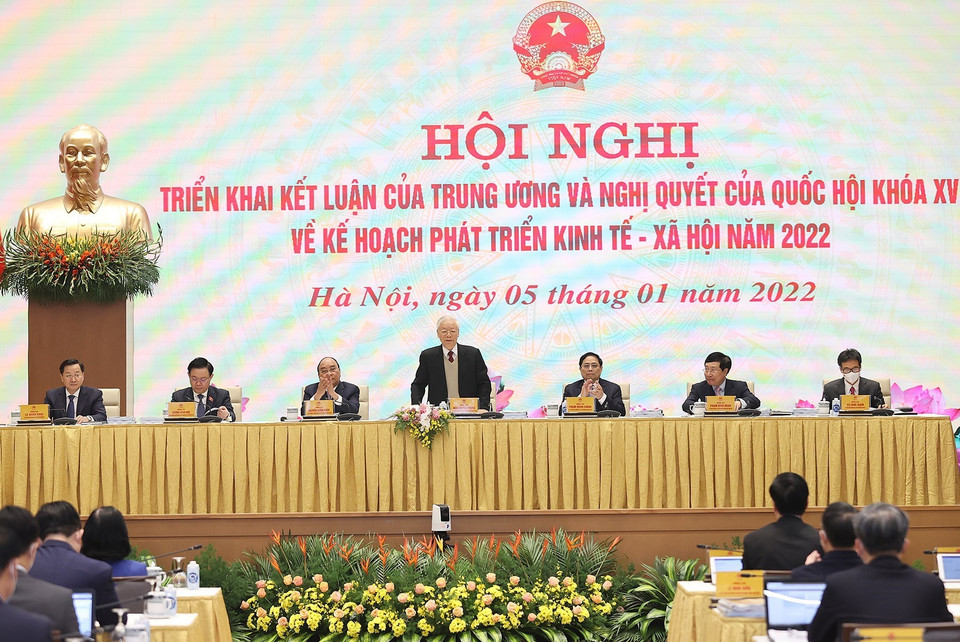 HỘI NGHỊ
TRIỂN KHAI KẾT LUẬN CỦA TRUNG ƯƠNG VÀ NGHỊ QUYẾT CỦA QUỐC HỘI KHÓA XV
VỀ KẾ HOẠCH PHÁT TRIỂN KINH TẾ - XÃ HỘI NĂM 2022
Hà Nội, ngày 05 tháng 01 năm 2022